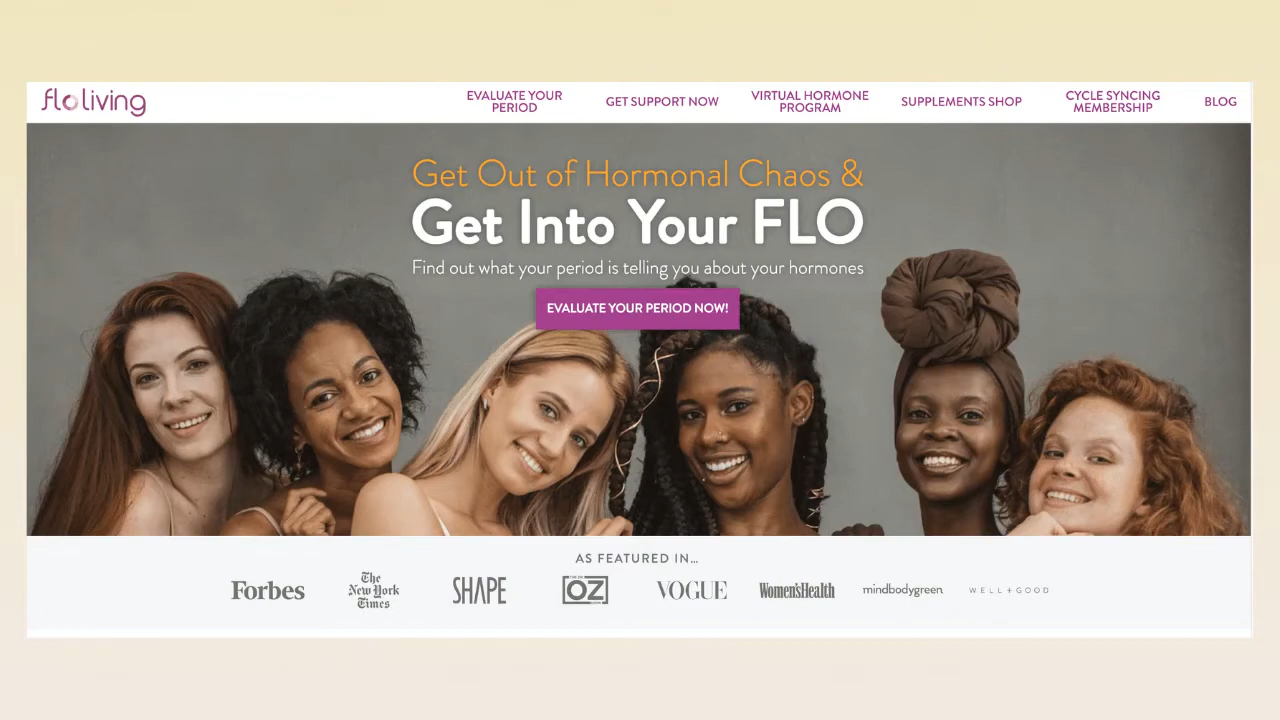 floliving
EVALUATE YOUR
PERIOD
GET SUPPORT NOW
VIRTUAL HORMONE
PROGRAM
SUPPLEMENTS SHOP
CYCLE SYNCING
MEMBERSHIP
BLOG
Get Out of Hormonal Chaos &
Get Into Your FLO
Find out what your period is telling you about your hormones
EVALUATE YOUR PERIOD NOW!
AS FEATURED IN...
Forbes
The
New York
Times
SHAPE
OZ
VOGUE
Women'sHealth
mindbodygreen
WELL+GOOD